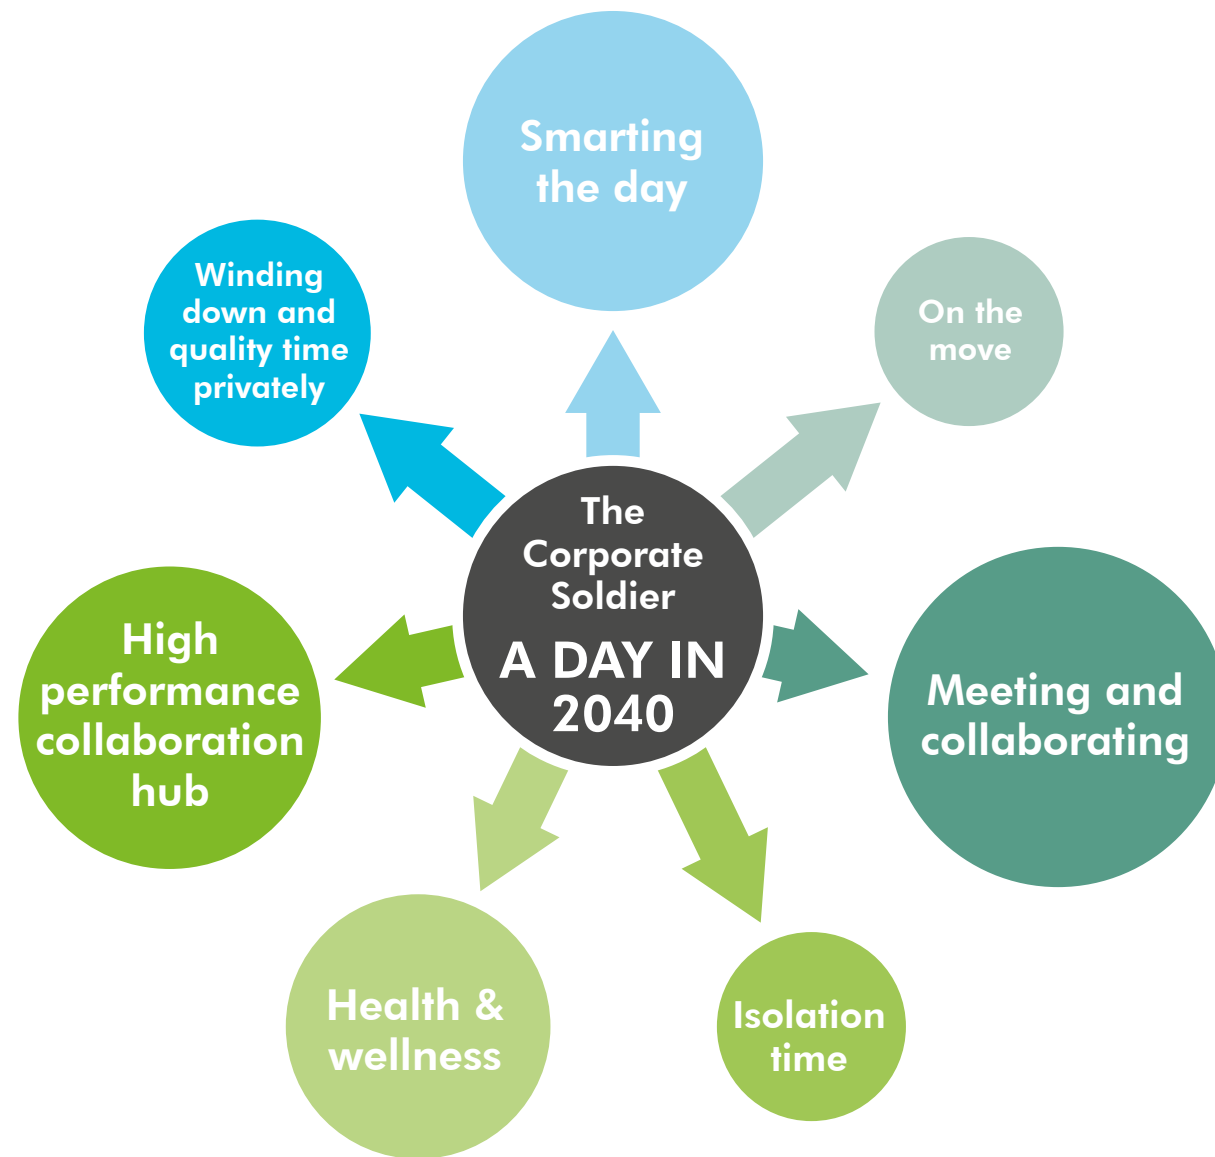 Smarting
the day
On the
move
Meeting and
collaborating
Isolation
time
Health &
wellness
High
performance
collaboration
hub
Winding
down and
quality time
privately
The
Corporate
Soldier
A DAY IN
2040